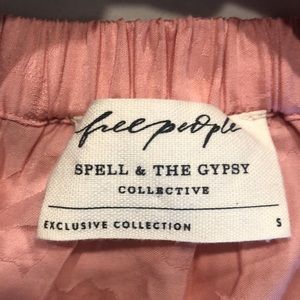 free people
SPELL & THE GYPSY
COLLECTIVE
EXCLUSIVE COLLECTION S